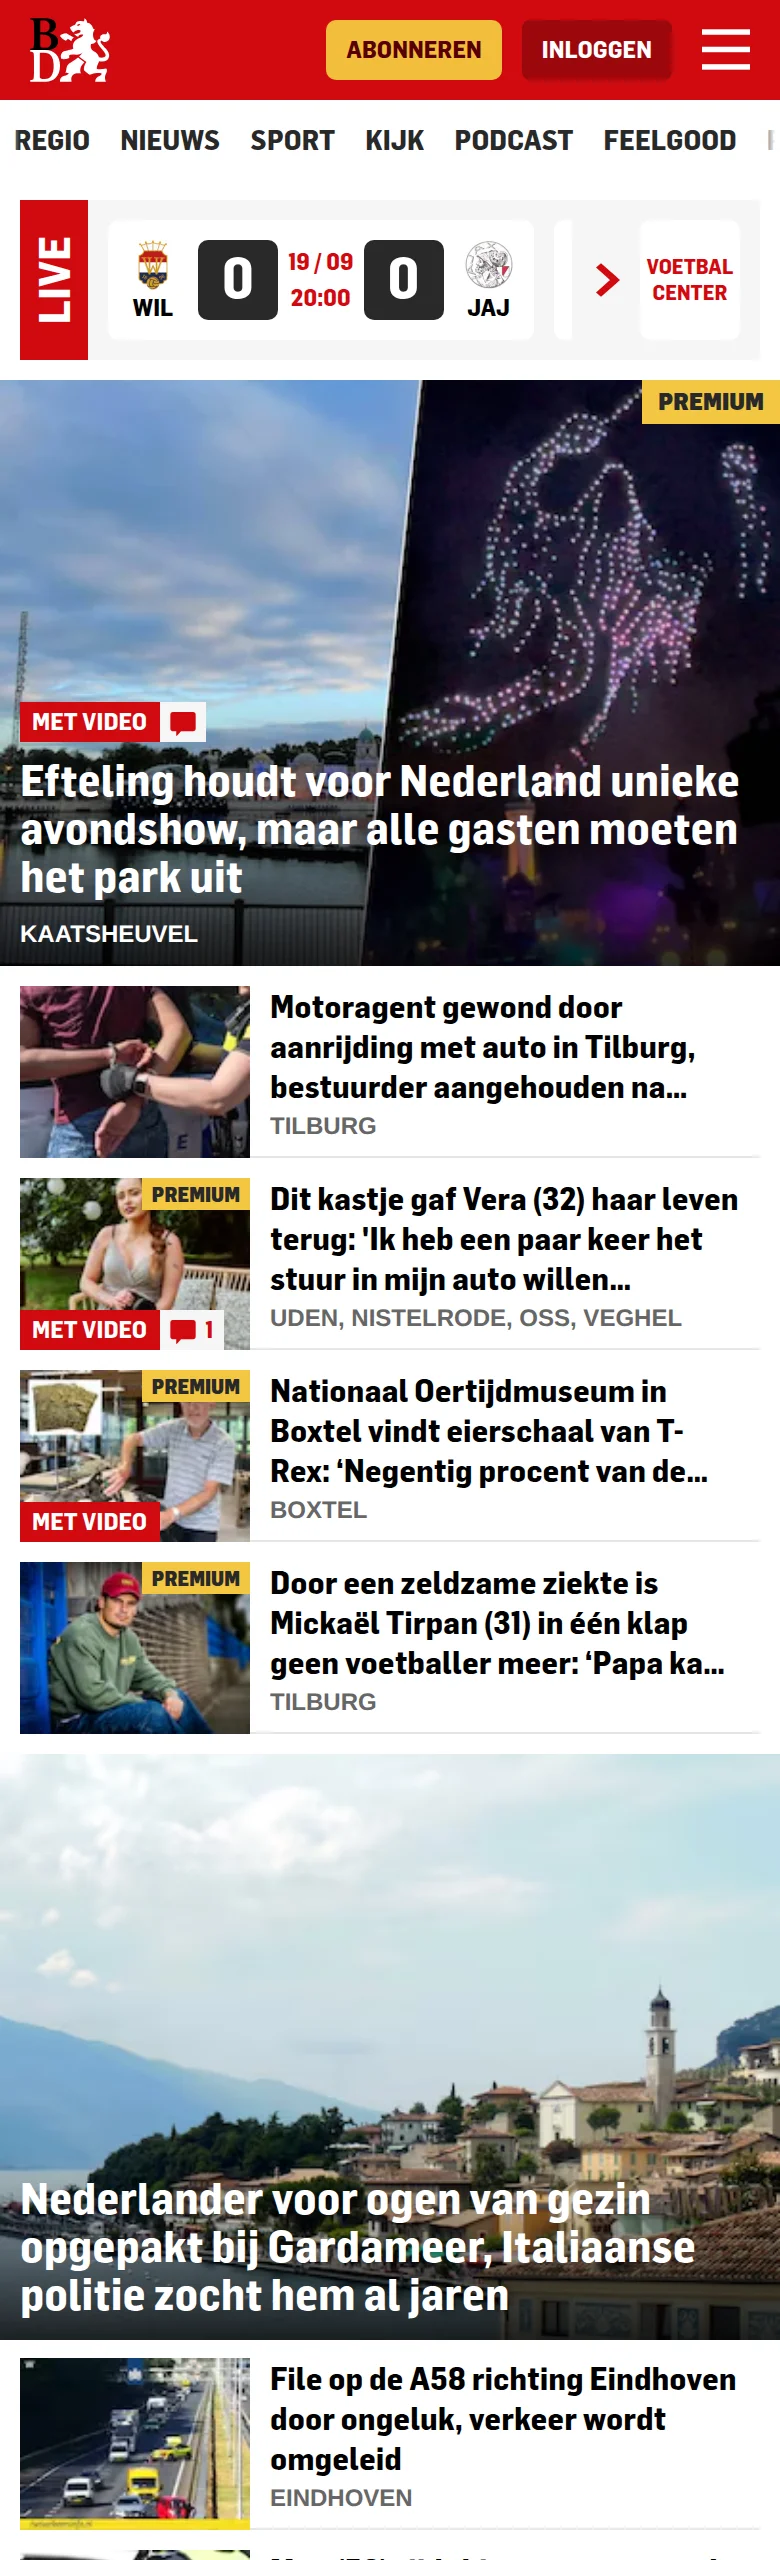 BD
ABONNEREN
INLOGGEN
REGIO NIEUWS SPORT KIJK PODCAST FEELGOOD
LIVE
WIL
0
19 / 09
20:00
0
JAJ
VOETBAL
CENTER
PREMIUM
MET VIDEO
Efteling houdt voor Nederland unieke
avondshow, maar alle gasten moeten
het park uit
KAATSHEUVEL
Motoragent gewond door
aanrijding met auto in Tilburg,
bestuurder aangehouden na...
TILBURG
PREMIUM
MET VIDEO 1
Dit kastje gaf Vera (32) haar leven
terug: 'Ik heb een paar keer het
stuur in mijn auto willen...
UDEN, NISTELRODE, OSS, VEGHEL
PREMIUM
MET VIDEO
Nationaal Oertijdmuseum in
Boxtel vindt eierschaal van T-
Rex: ‘Negentig procent van de...
BOXTEL
PREMIUM
Door een zeldzame ziekte is
Mickaël Tirpan (31) in één klap
geen voetballer meer: ‘Papa ka...
TILBURG
Nederlander voor ogen van gezin
opgepakt bij Gardameer, Italiaanse
politie zocht hem al jaren
File op de A58 richting Eindhoven
door ongeluk, verkeer wordt
omgeleid
EINDHOVEN